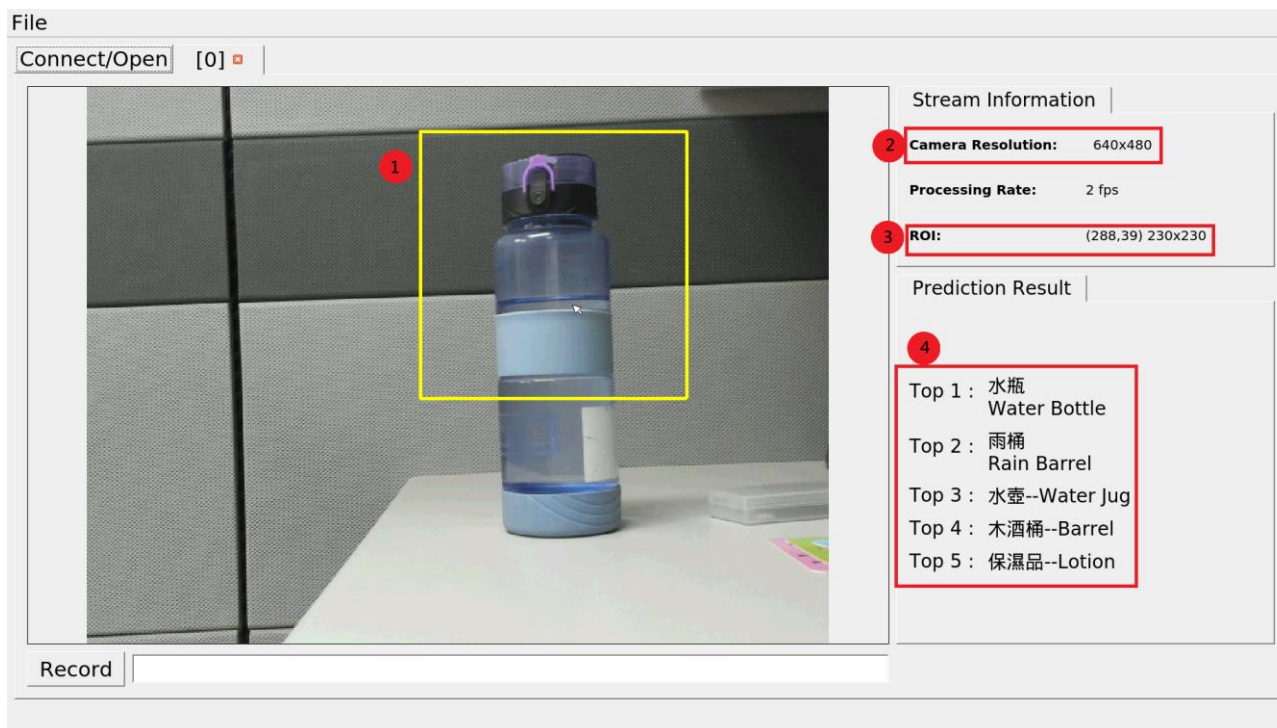 File
Connect/Open [0]
1
Stream Information
2
Camera Resolution: 640x480
Processing Rate: 2 fps
3
ROI: (288,39) 230x230
Prediction Result
4
Top 1 : 水瓶
Water Bottle
Top 2 : 雨桶
Rain Barrel
Top 3 : 水壺--Water Jug
Top 4 : 木酒桶--Barrel
Top 5 : 保濕品--Lotion
Record